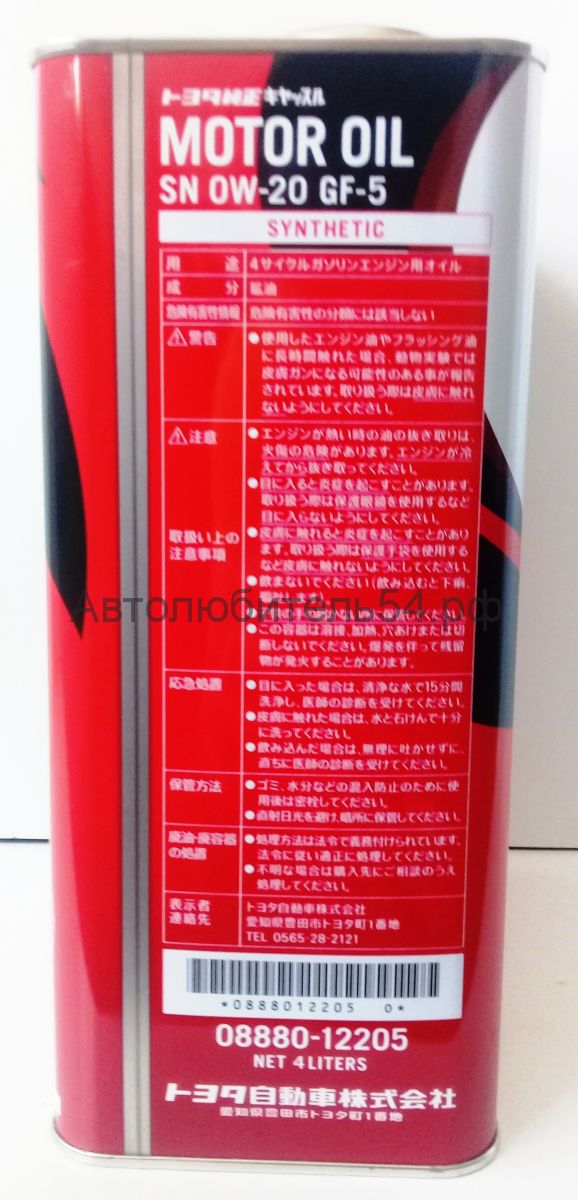 トヨタ純正キヤッスル
MOTOR OIL
SN 0W-20 GF-5
SYNTHETIC
用途 4サイクルガソリンエンジン用オイル
成分 鉱油
危険有害性情報 危険有害性の分類には該当しない
⚠警告 ●使用したエンジン油やフラッシング油
に長時間触れた場合、動物実験では
皮膚ガンになる可能性のある事が報告
されています。取り扱う際は皮膚に触れ
ないようにしてください。
⚠注意 ●エンジンが熱い時の油の抜き取りは、
火傷の危険があります。エンジンが冷
えてから抜き取ってください。
●目に入ると炎症を起こすことがあります。
取り扱う際は保護眼鏡を使用するなど
目に入らないようにしてください。
取扱い上の
注意事項
●皮膚に触れると炎症を起こすことがあり
ます。取り扱う際は保護手袋を使用する
など皮膚に触れないようにしてください。
●飲まないでください(飲み込むと下痢、
Автолюбитель54.рф
●この容器は溶接、加熱、穴あけまたは切
断しないでください。爆発を伴って残留
物が発火することがあります。
応急処置 ●目に入った場合は、清浄な水で15分間
洗浄し、医師の診断を受けてください。
●皮膚に触れた場合は、水と石けんで十分
に洗ってください。
●飲み込んだ場合は、無理に吐かせずに、
直ちに医師の診断を受けてください。
保管方法 ●ゴミ、水分などの混入防止のために使
用後は密栓してください。
●直射日光を避け、暗所に保管してください。
廃油・廃容器
の処置
●処理方法は法令で義務付けられています。
法令に従い適正に処理してください。
●不明な場合は購入先にご相談のうえ
処理してください。
表示者
連絡先
トヨタ自動車株式会社
愛知県豊田市トヨタ町1番地
TEL 0565-28-2121
*0888012205 0*
08880-12205
NET 4 LITERS
トヨタ自動車株式会社
愛知県豊田市トヨタ町1番地